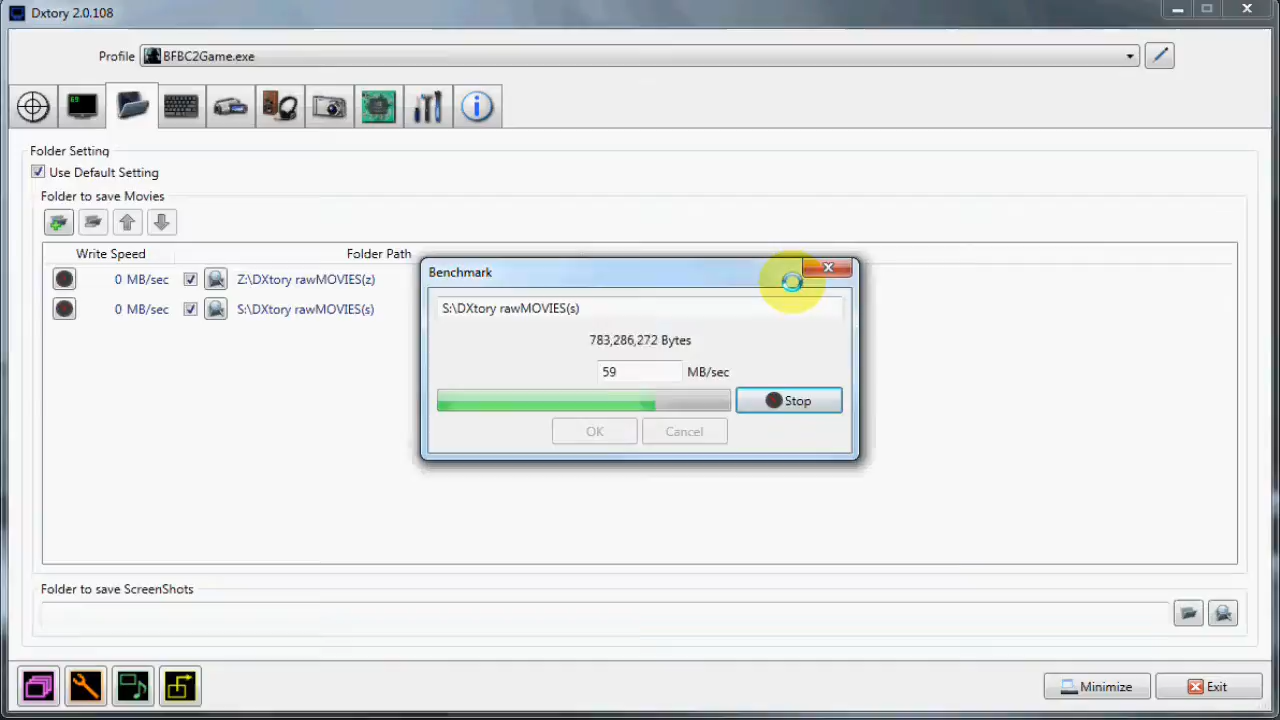 Dxtory 2.0.108
Profile BFBC2Game.exe
69
Folder Setting
Use Default Setting
Folder to save Movies
Write Speed Folder Path
0 MB/sec Z:\DXtory rawMOVIES(z)
0 MB/sec S:\DXtory rawMOVIES(s)
Benchmark
S:\DXtory rawMOVIES(s)
783,286,272 Bytes
59 MB/sec
Stop
OK Cancel
Folder to save ScreenShots
Minimize Exit